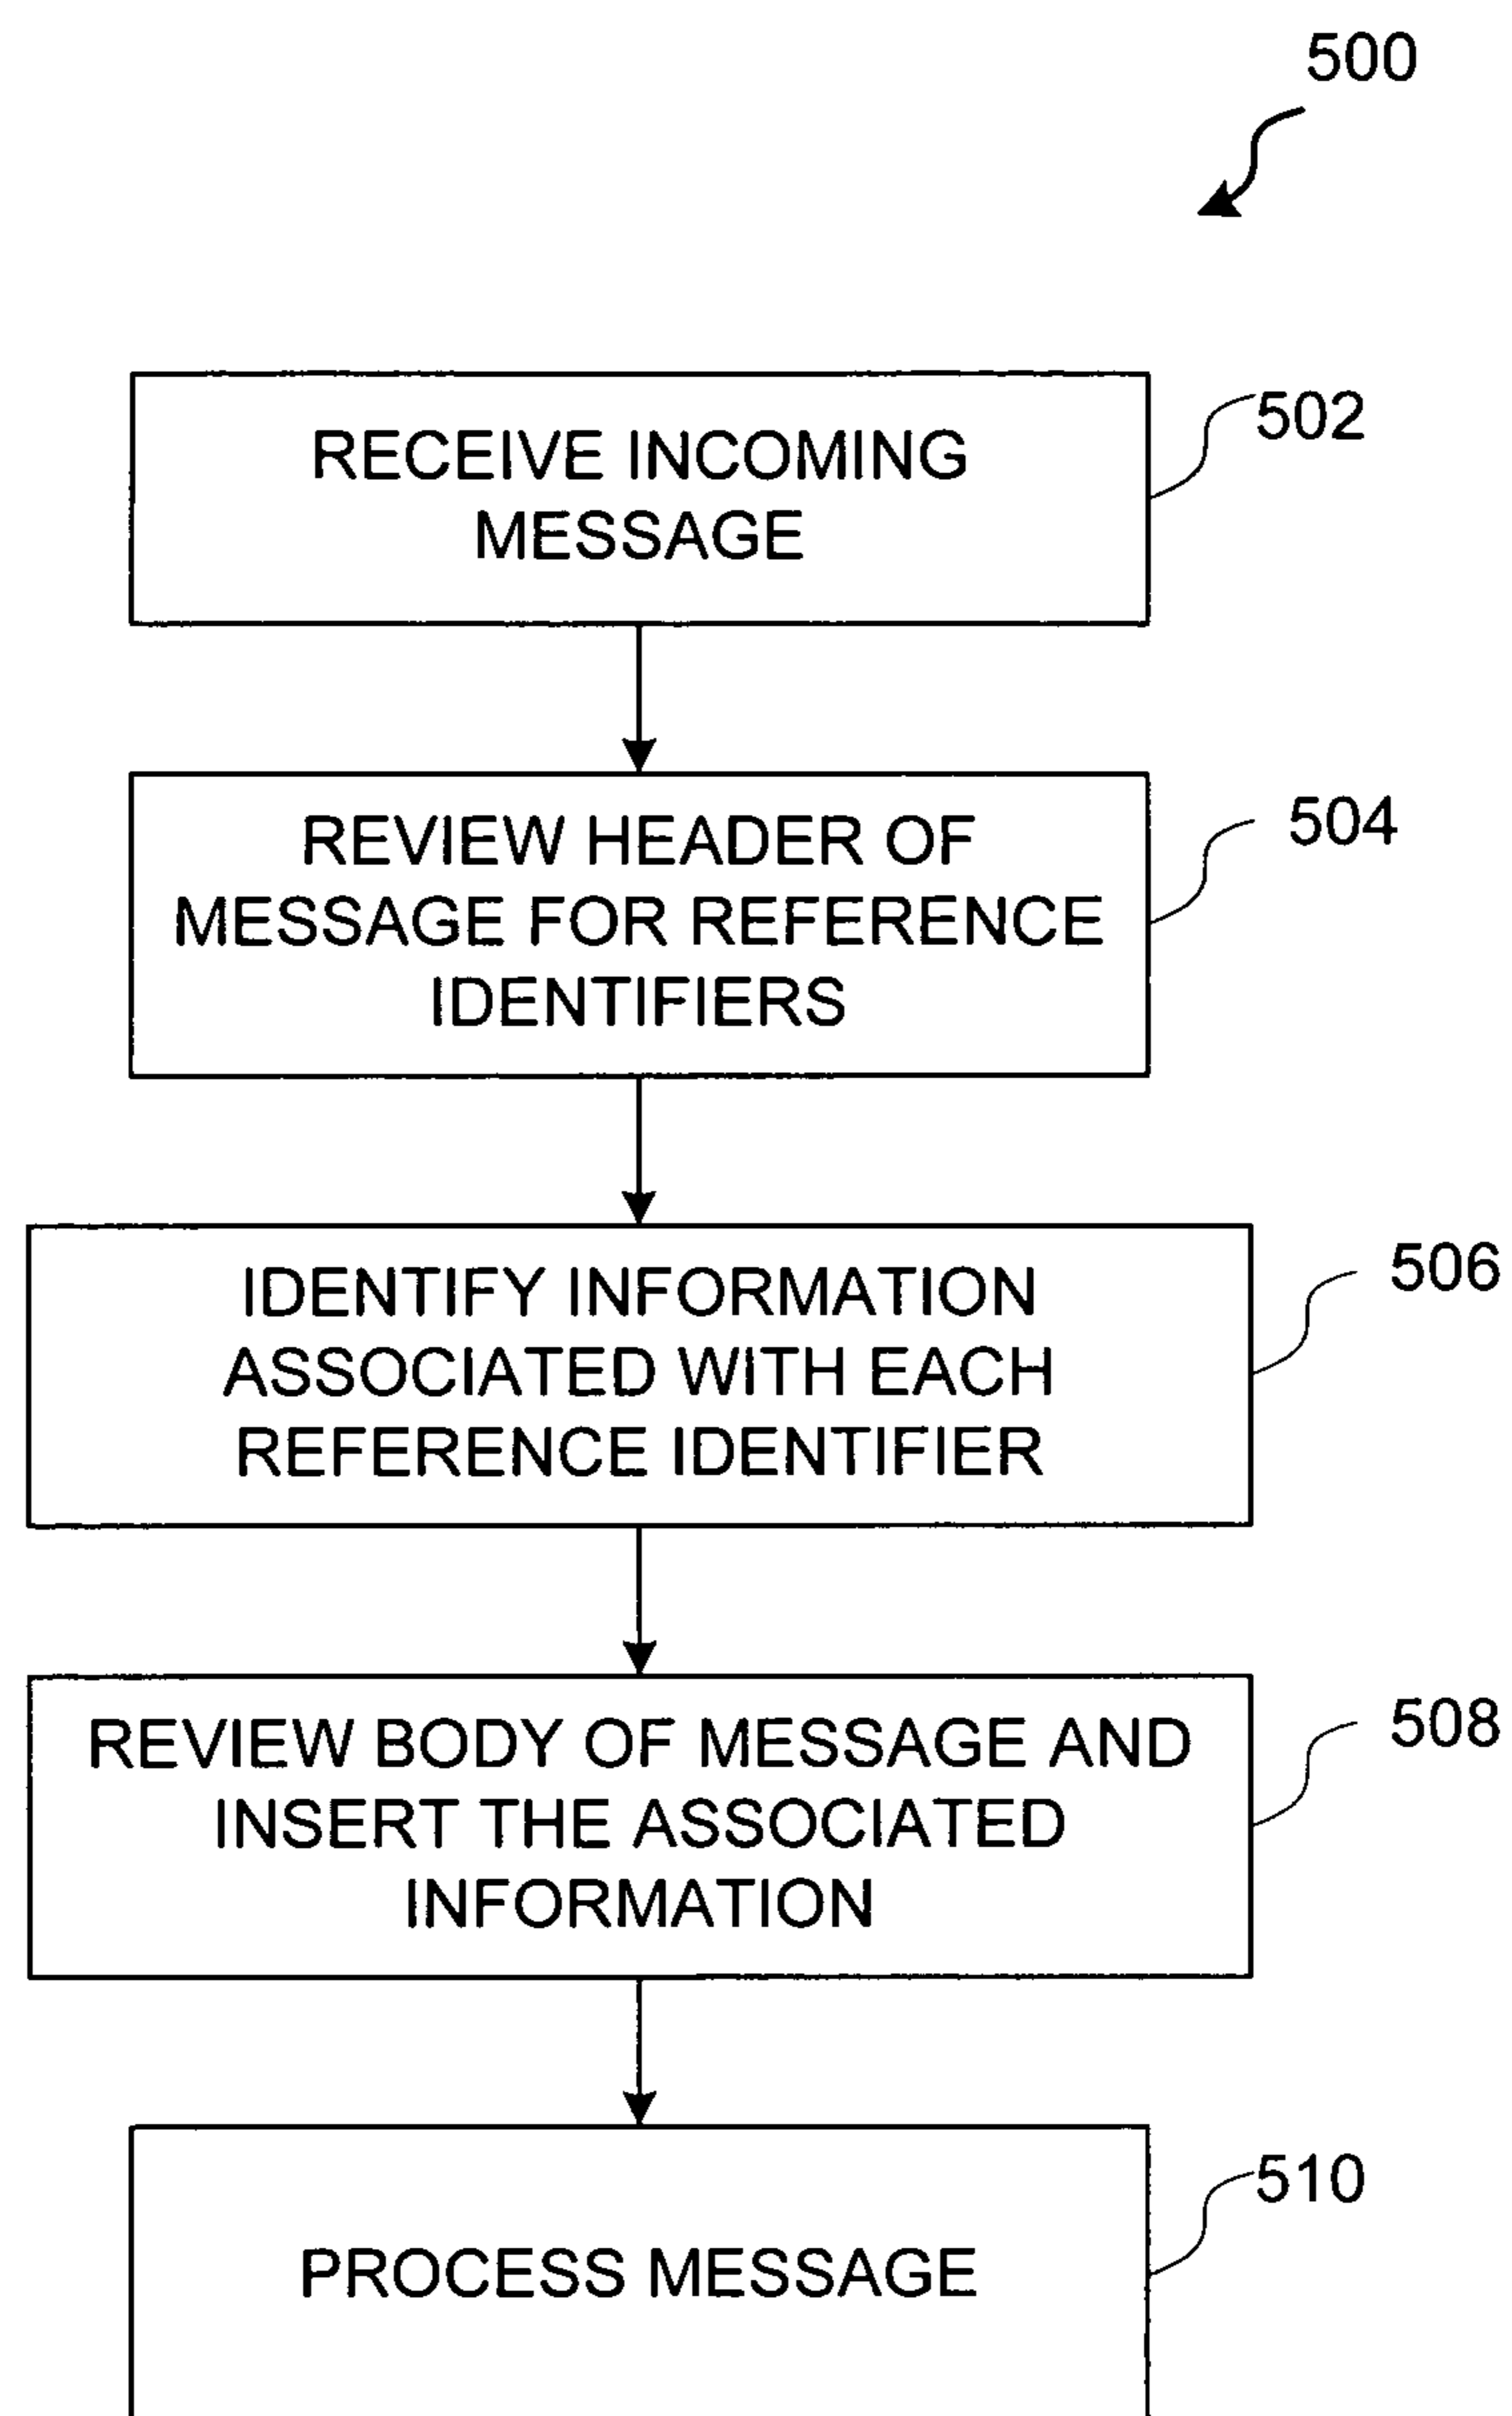 500
RECEIVE INCOMING
MESSAGE
502
REVIEW HEADER OF
MESSAGE FOR REFERENCE
IDENTIFIERS
504
IDENTIFY INFORMATION
ASSOCIATED WITH EACH
REFERENCE IDENTIFIER
506
REVIEW BODY OF MESSAGE AND
INSERT THE ASSOCIATED
INFORMATION
508
PROCESS MESSAGE
510